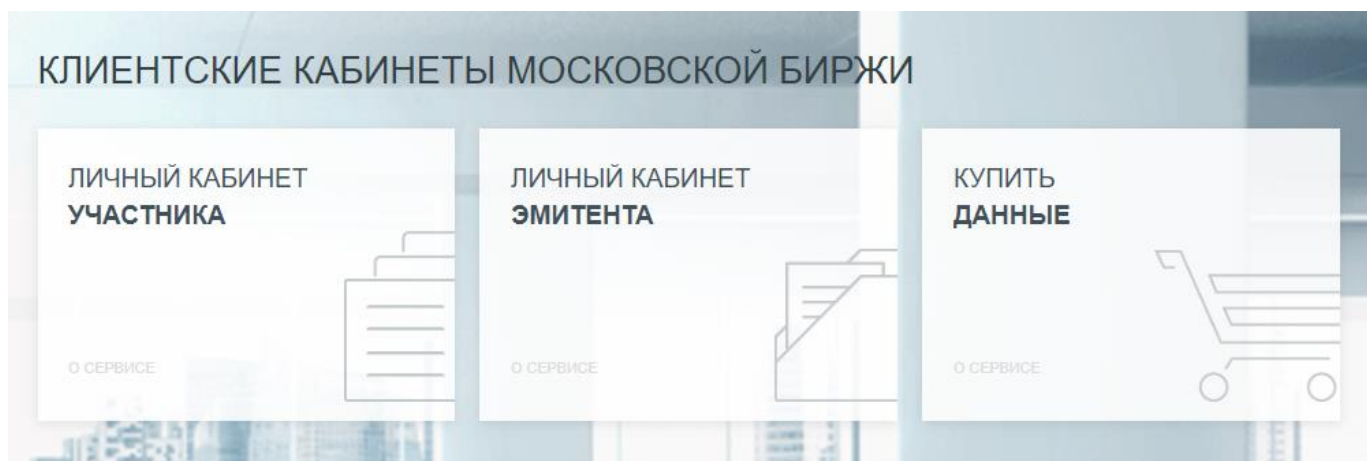 КЛИЕНТСКИЕ КАБИНЕТЫ МОСКОВСКОЙ БИРЖИ
ЛИЧНЫЙ КАБИНЕТ
УЧАСТНИКА
О СЕРВИСЕ
ЛИЧНЫЙ КАБИНЕТ
ЭМИТЕНТА
О СЕРВИСЕ
КУПИТЬ
ДАННЫЕ
О СЕРВИСЕ